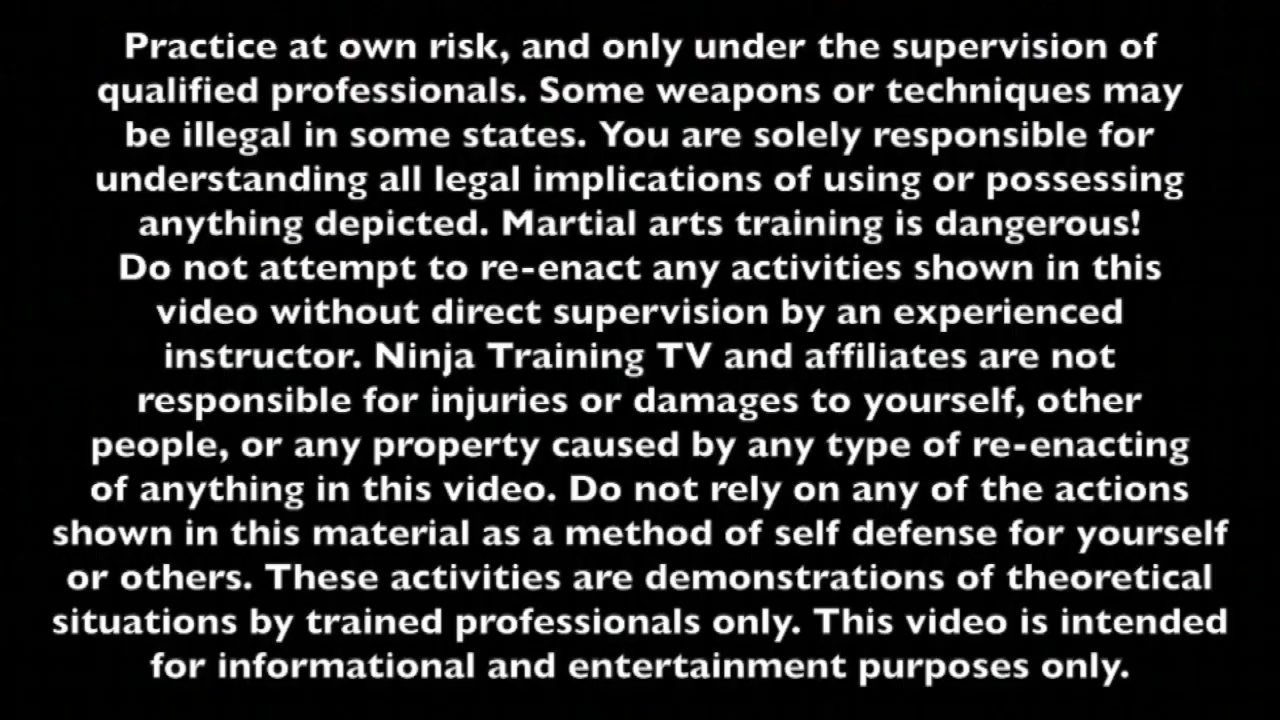 Practice at own risk, and only under the supervision of
qualified professionals. Some weapons or techniques may
be illegal in some states. You are solely responsible for
understanding all legal implications of using or possessing
anything depicted. Martial arts training is dangerous!
Do not attempt to re-enact any activities shown in this
video without direct supervision by an experienced
instructor. Ninja Training TV and affiliates are not
responsible for injuries or damages to yourself, other
people, or any property caused by any type of re-enacting
of anything in this video. Do not rely on any of the actions
shown in this material as a method of self defense for yourself
or others. These activities are demonstrations of theoretical
situations by trained professionals only. This video is intended
for informational and entertainment purposes only.